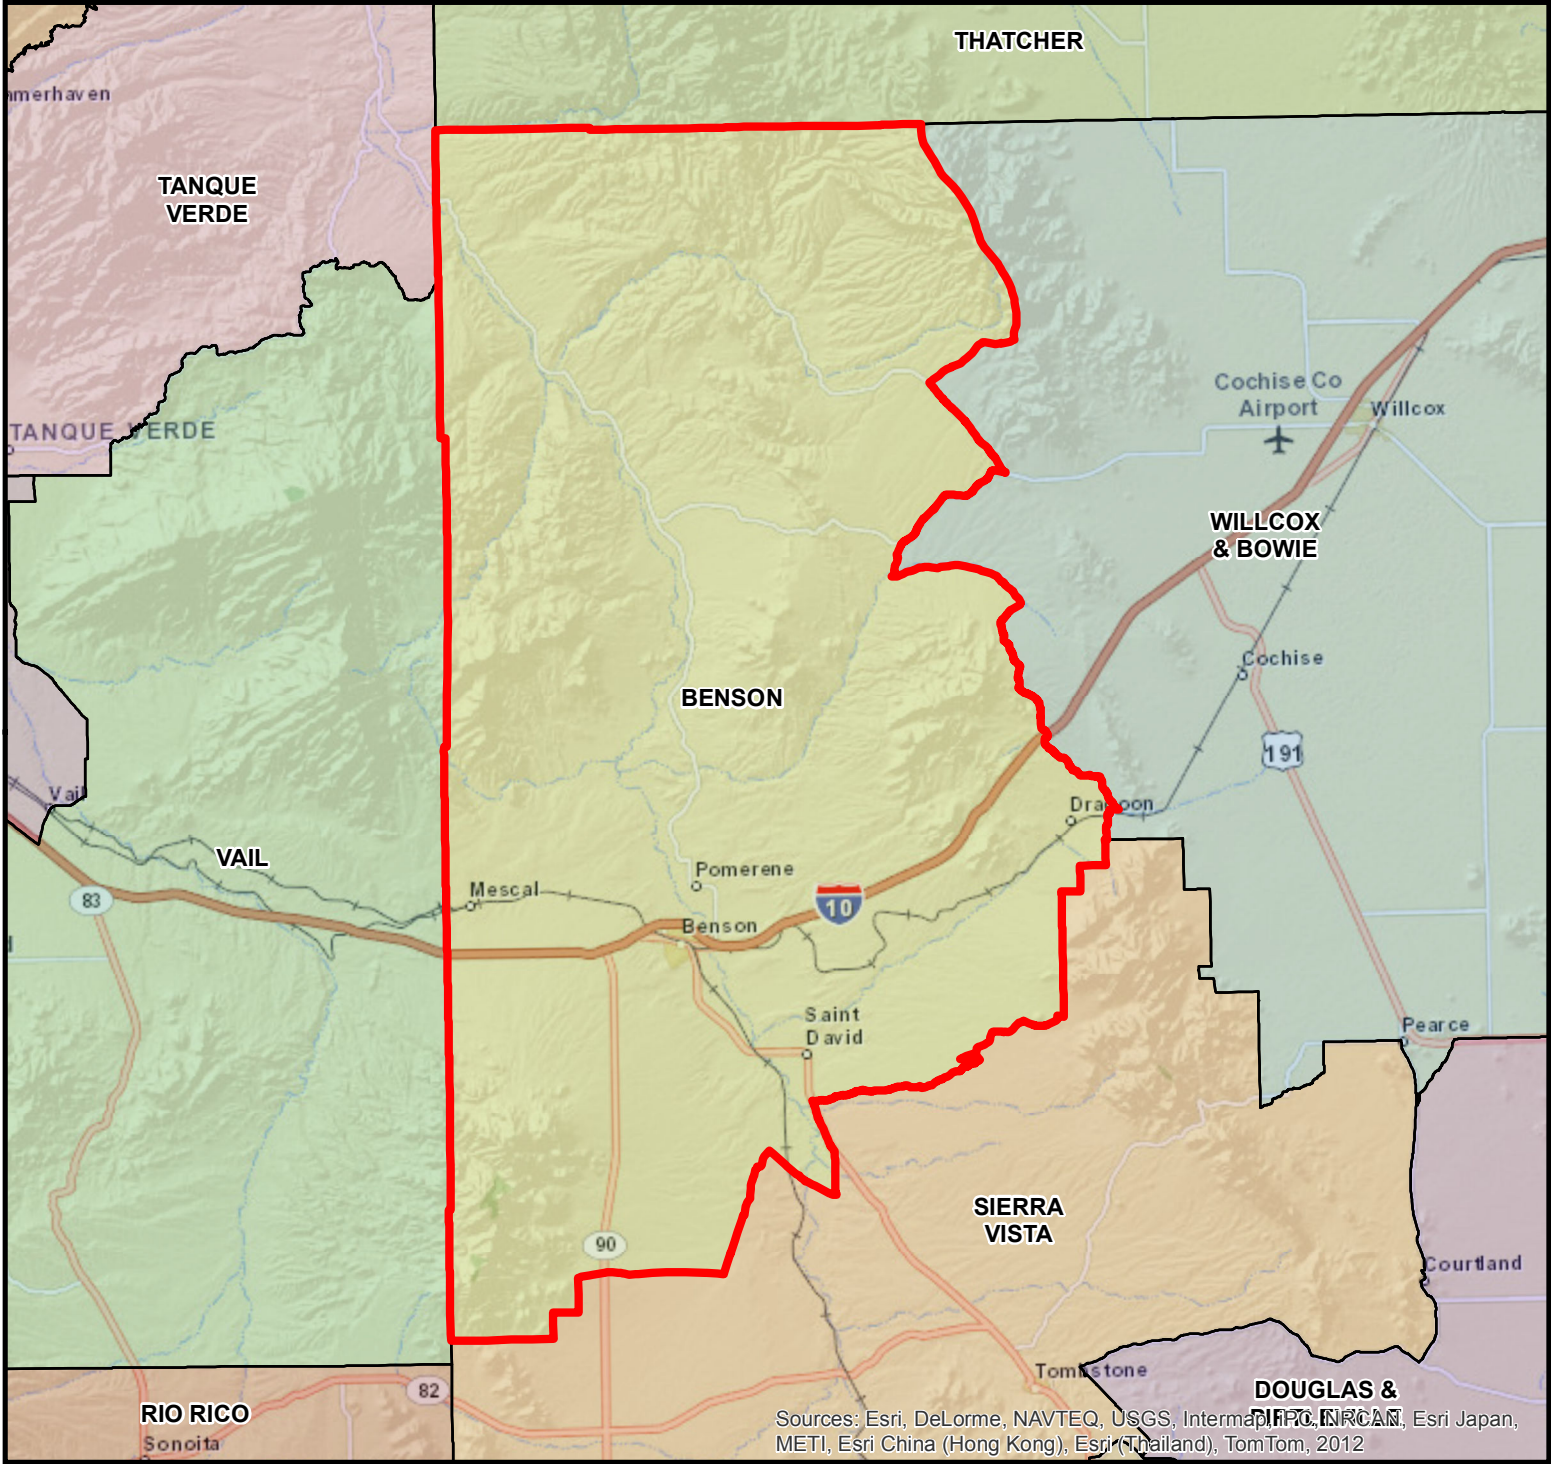 THATCHER
merhaven
TANQUE
VERDE
TANQUE VERDE
Cochise Co
Airport
Willcox
WILLCOX
& BOWIE
Cochise
191
BENSON
Vail
Dragoon
VAIL
83
Mescal
Pomerene
10
Benson
Saint
David
Pearce
SIERRA
VISTA
90
Courtland
Tombstone
82
RIO RICO
Sonoita
DOUGLAS &
Sources: Esri, DeLorme, NAVTEQ, USGS, Intermap, iPC, NRCAN, Esri Japan,
METI, Esri China (Hong Kong), Esri (Thailand), TomTom, 2012